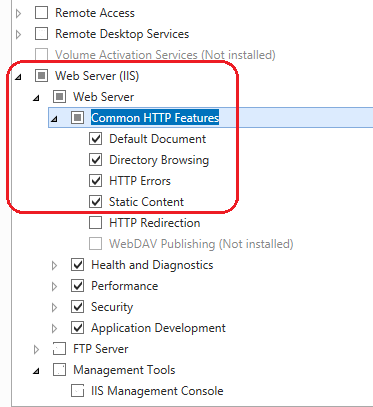 Remote Access
Remote Desktop Services
Volume Activation Services (Not installed)
Web Server (IIS)
Web Server
Common HTTP Features
Default Document
Directory Browsing
HTTP Errors
Static Content
HTTP Redirection
WebDAV Publishing (Not installed)
Health and Diagnostics
Performance
Security
Application Development
FTP Server
Management Tools
IIS Management Console